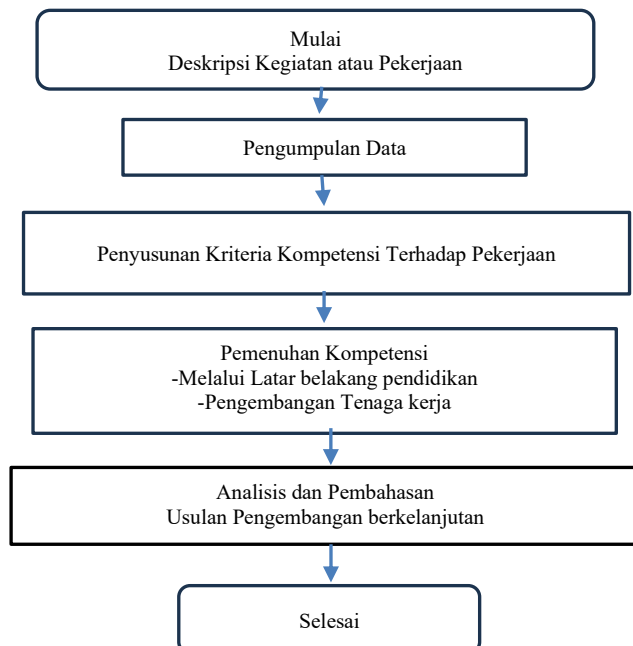 Mulai
Deskripsi Kegiatan atau Pekerjaan
Pengumpulan Data
Penyusunan Kriteria Kompetensi Terhadap Pekerjaan
Pemenuhan Kompetensi
-Melalui Latar belakang pendidikan
-Pengembangan Tenaga kerja
Analisis dan Pembahasan
Usulan Pengembangan berkelanjutan
Selesai